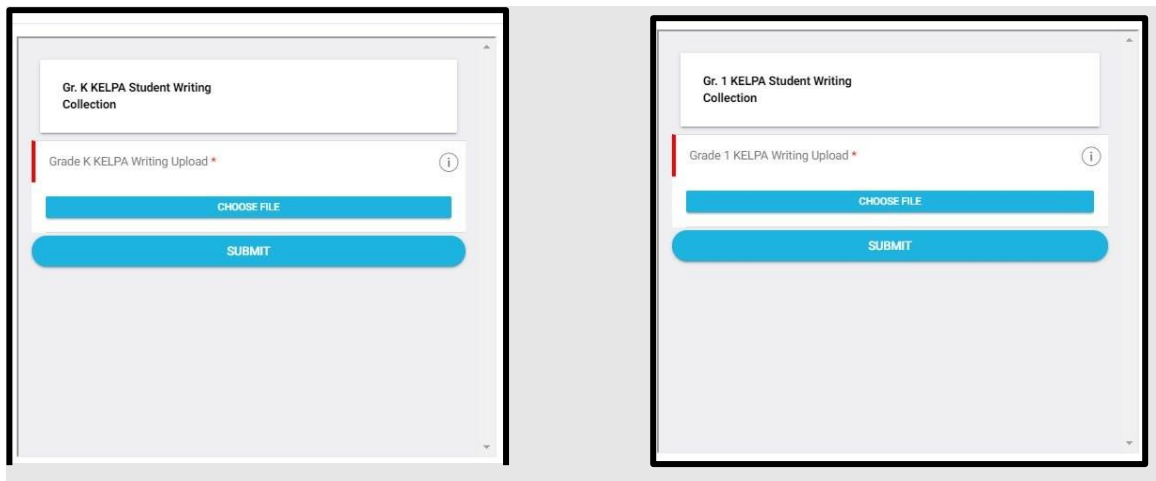 Gr. K KELPA Student Writing
Collection
Grade K KELPA Writing Upload *
CHOOSE FILE
SUBMIT
Gr. 1 KELPA Student Writing
Collection
Grade 1 KELPA Writing Upload *
CHOOSE FILE
SUBMIT